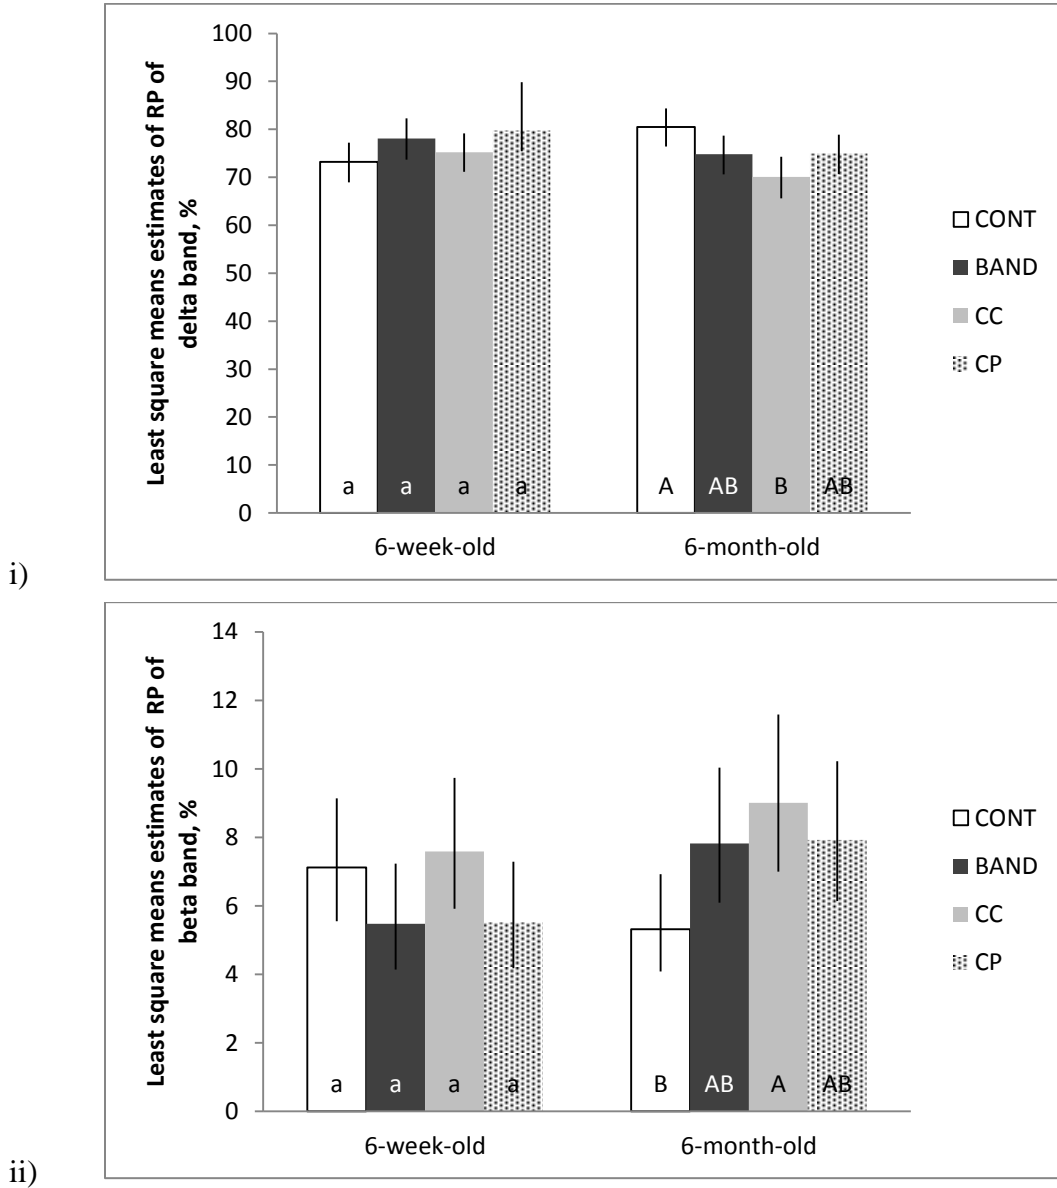 Least square means estimates of RP of
delta band, %
100
90
80
70
60
50
40
30
20
10
0
a a a a A AB B AB
6-week-old 6-month-old
CONT
BAND
CC
CP
i)
Least square means estimates of RP of
beta band, %
14
12
10
8
6
4
2
0
a a a a B AB A AB
6-week-old 6-month-old
CONT
BAND
CC
CP
ii)